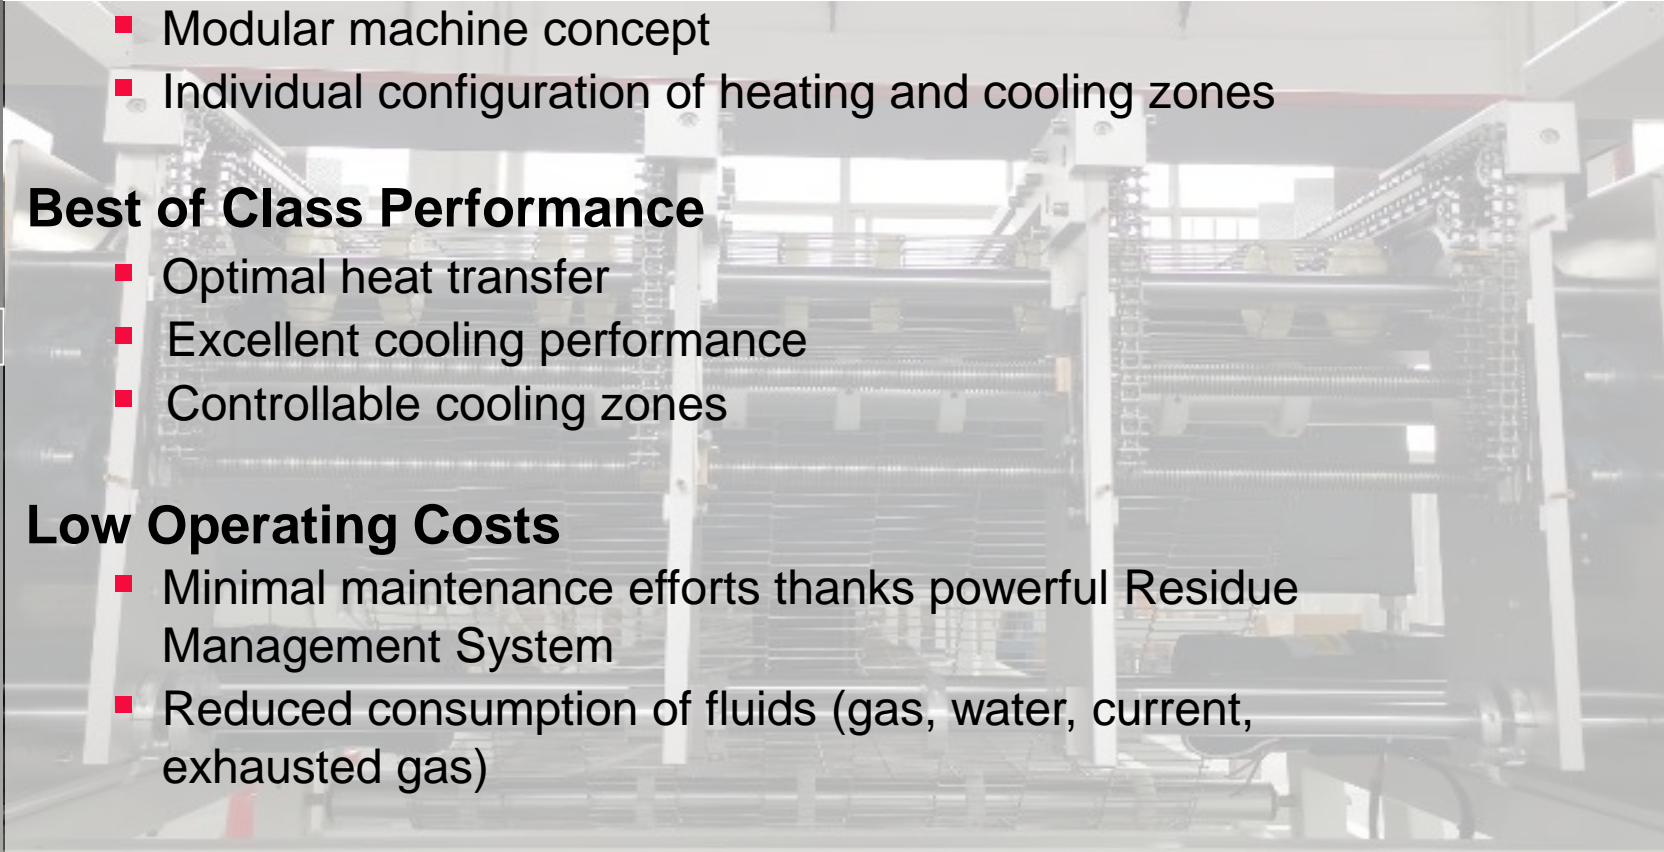 Modular machine concept
Individual configuration of heating and cooling zones
Best of Class Performance
Optimal heat transfer
Excellent cooling performance
Controllable cooling zones
Low Operating Costs
Minimal maintenance efforts thanks powerful Residue
Management System
Reduced consumption of fluids (gas, water, current,
exhausted gas)